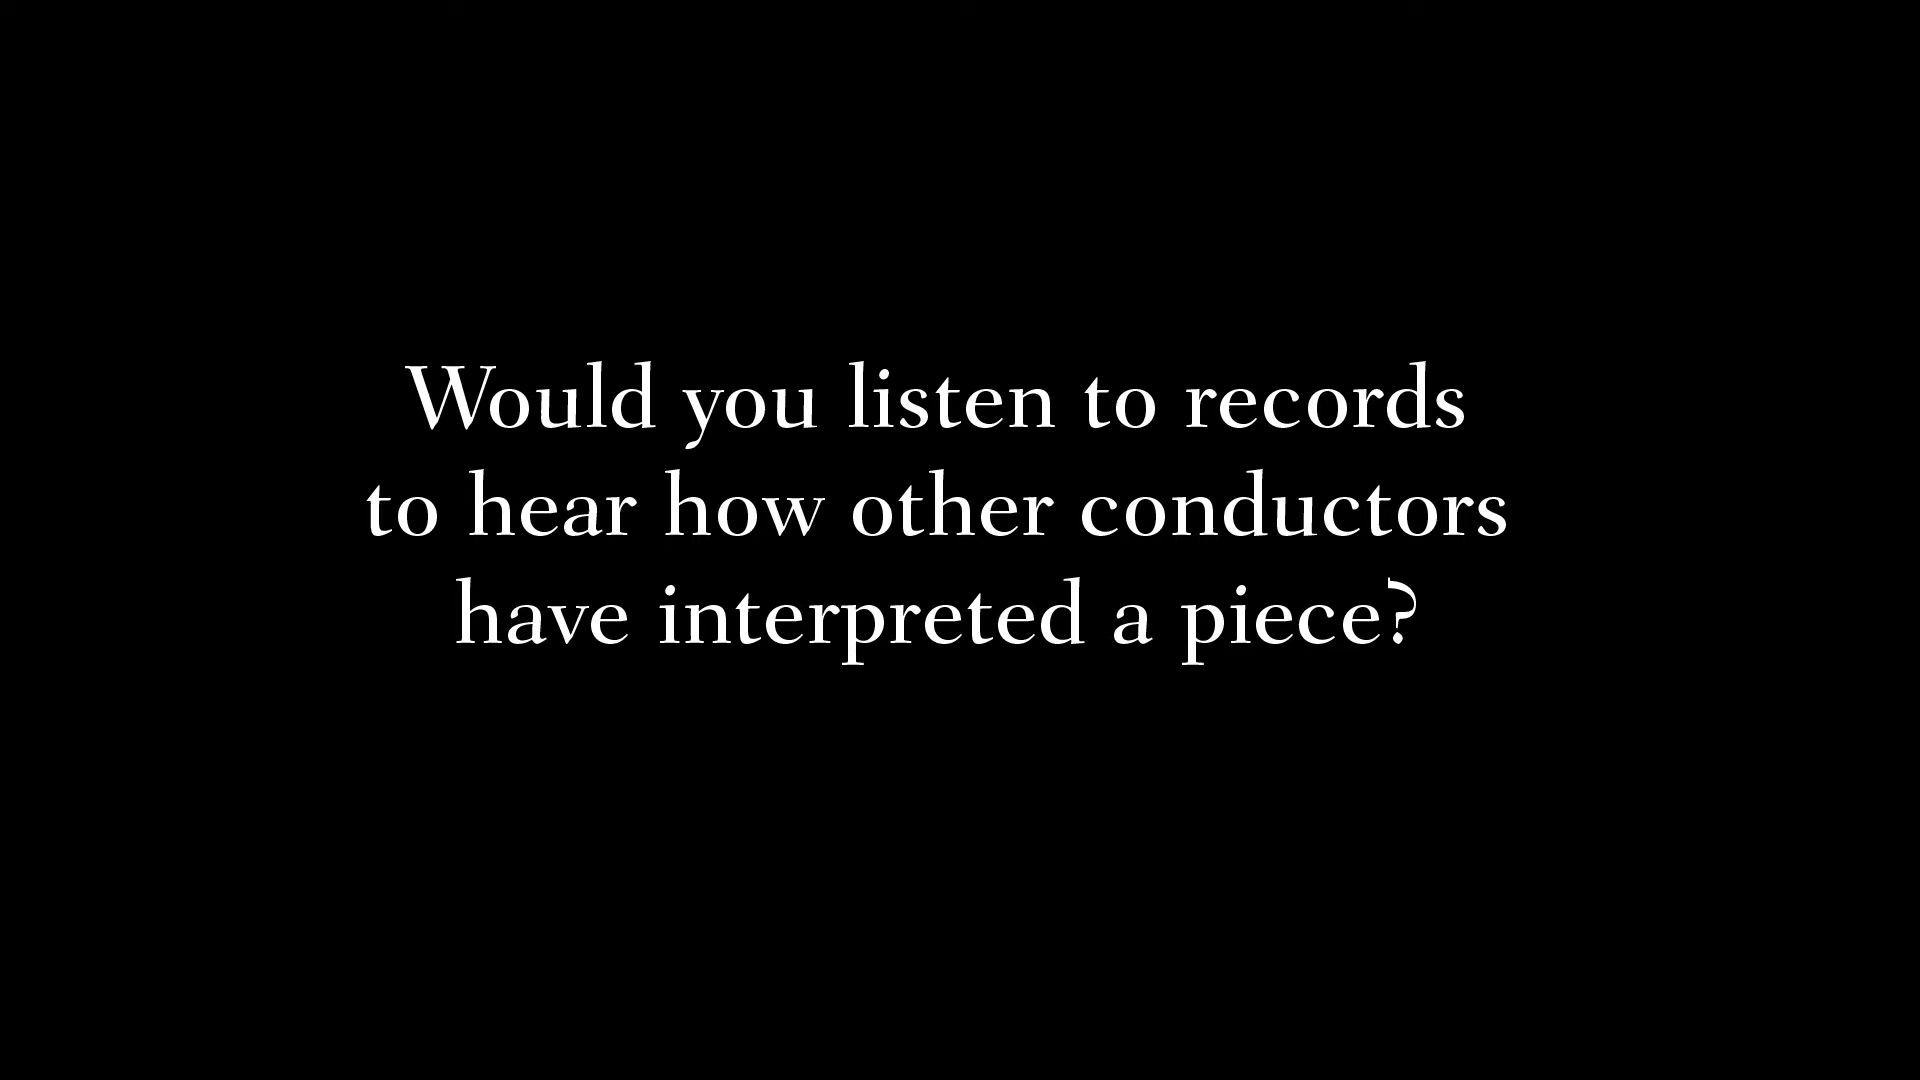 Would you listen to records
to hear how other conductors
have interpreted a piece?